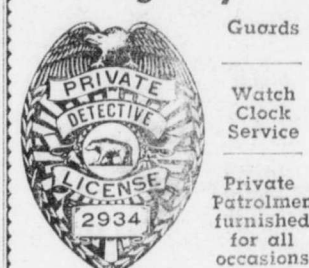 PRIVATE
DETECTIVE
LICENSE
2934
Guards
Watch
Clock
Service
Private
Patrolmen
furnished
for all
occasions